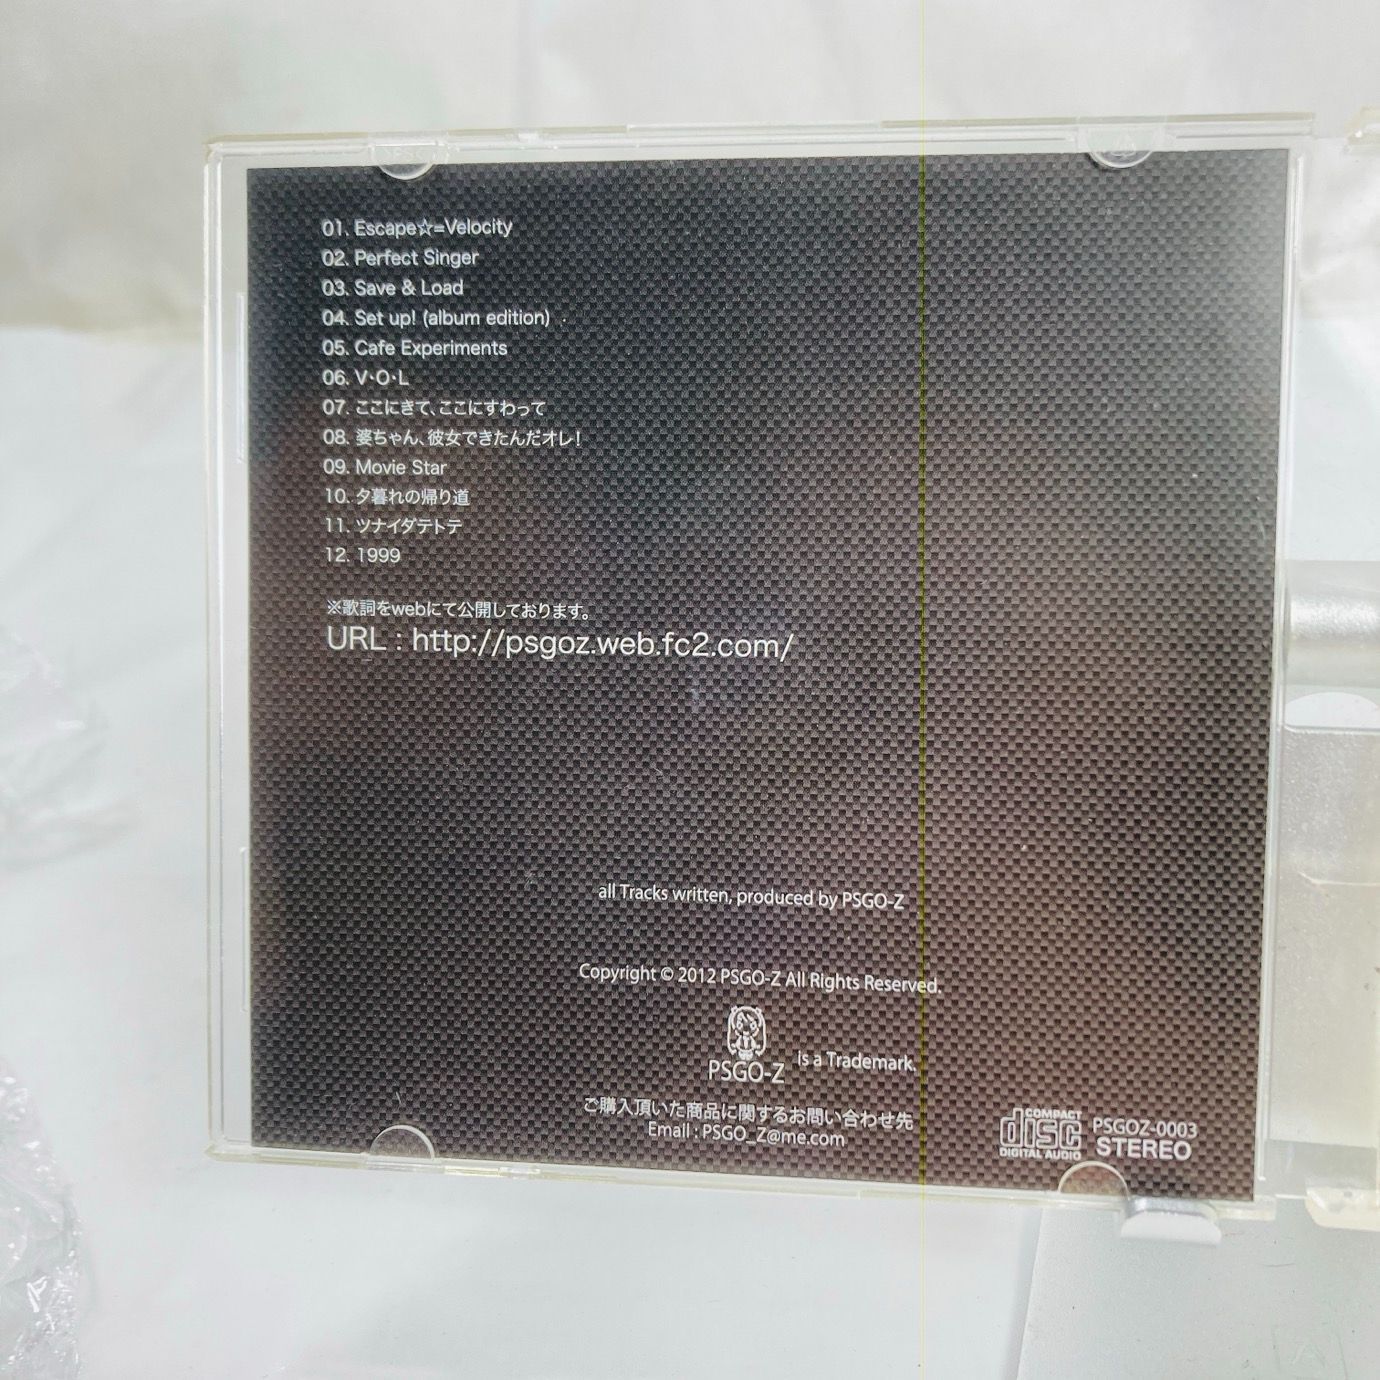 01. Escape☆=Velocity
02. Perfect Singer
03. Save & Load
04. Set up! (album edition)
05. Cafe Experiments
06. V・O・L
07. ここにきて、ここにすわって
08. 婆ちゃん、彼女できたんだオレ!
09. Movie Star
10. 夕暮れの帰り道
11. ツナイダテトテ
12. 1999
※歌詞をwebにて公開しております。
URL : http://psgoz.web.fc2.com/
all Tracks written, produced by PSGO-Z
Copyright © 2012 PSGO-Z All Rights Reserved.
PSGO-Z is a Trademark.
ご購入頂いた商品に関するお問い合わせ先
Email : PSGO_Z@me.com
COMPACT
disc
DIGITAL AUDIO
PSGOZ-0003
STEREO